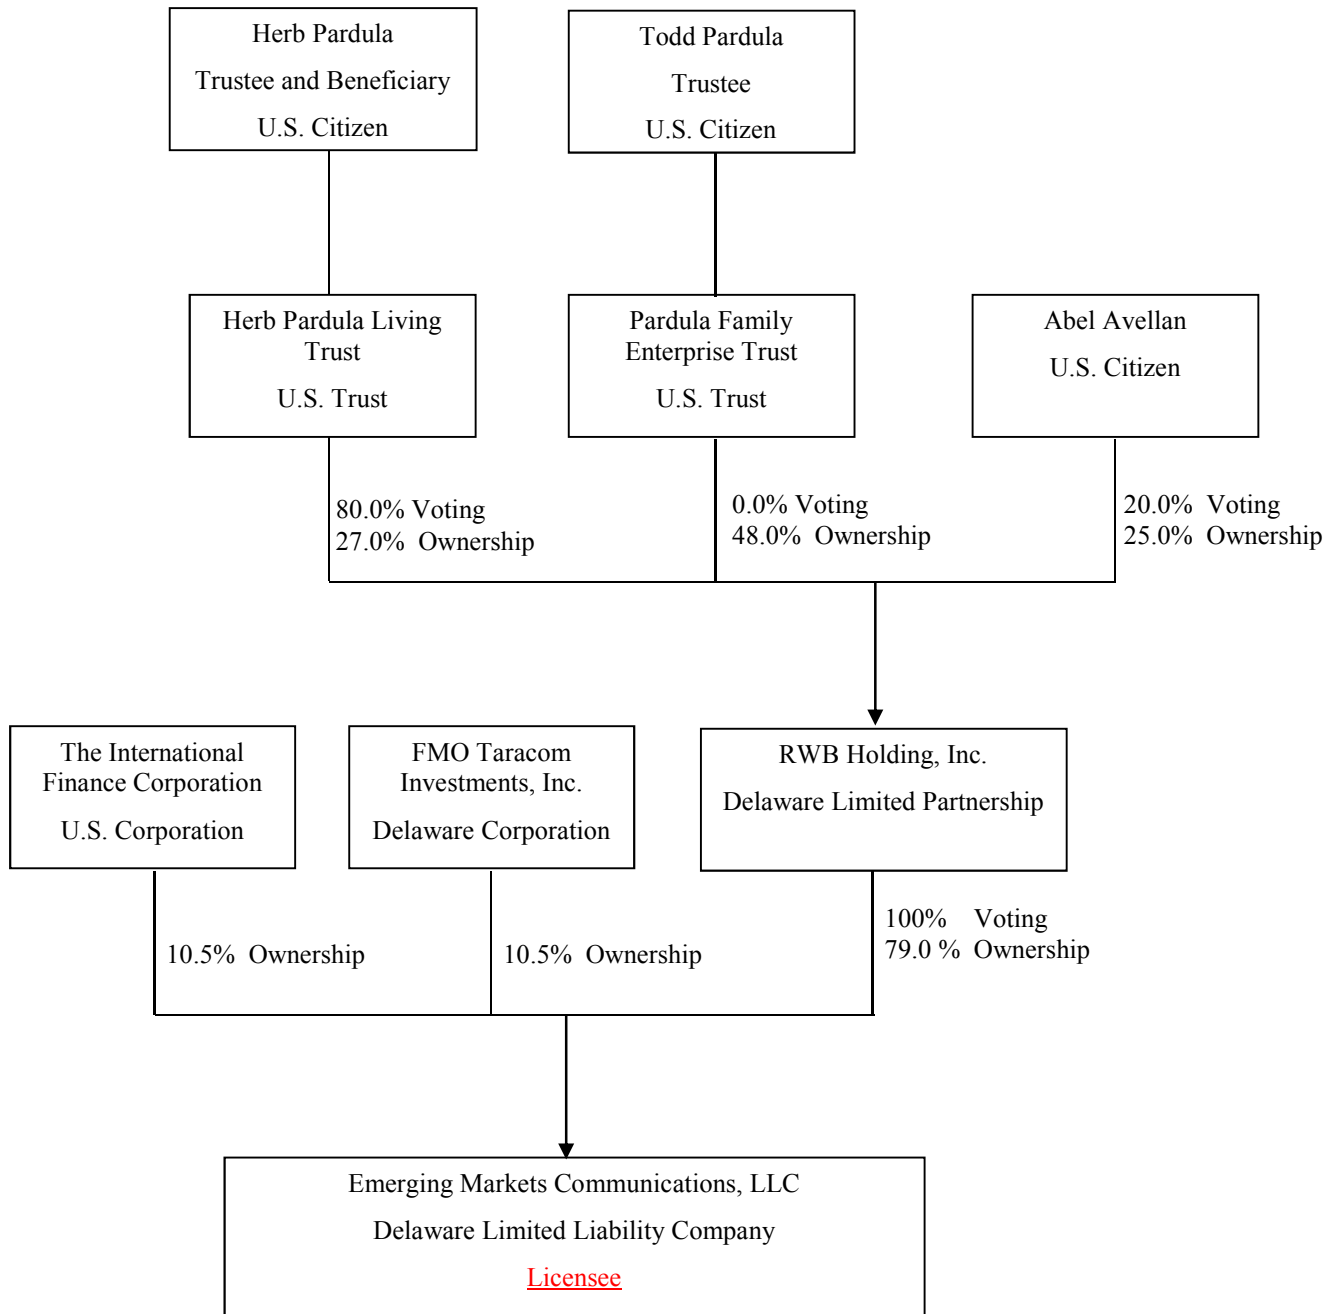 Herb Pardula
Trustee and Beneficiary
U.S. Citizen
Todd Pardula
Trustee
U.S. Citizen
Herb Pardula Living
Trust
U.S. Trust
Pardula Family
Enterprise Trust
U.S. Trust
Abel Avellan
U.S. Citizen
80.0% Voting
27.0% Ownership
0.0% Voting
48.0% Ownership
20.0% Voting
25.0% Ownership
The International
Finance Corporation
U.S. Corporation
FMO Taracom
Investments, Inc.
Delaware Corporation
RWB Holding, Inc.
Delaware Limited Partnership
10.5% Ownership
10.5% Ownership
100% Voting
79.0 % Ownership
Emerging Markets Communications, LLC
Delaware Limited Liability Company
Licensee